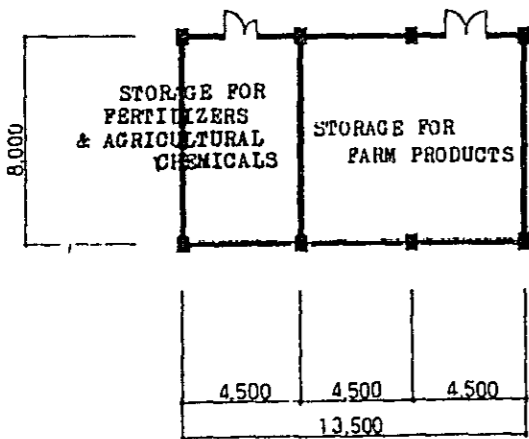 STORAGE FOR
FERTILIZERS
& AGRICULTURAL
CHEMICALS
STORAGE FOR
FARM PRODUCTS
8,000
4,500 4,500 4,500
13,500